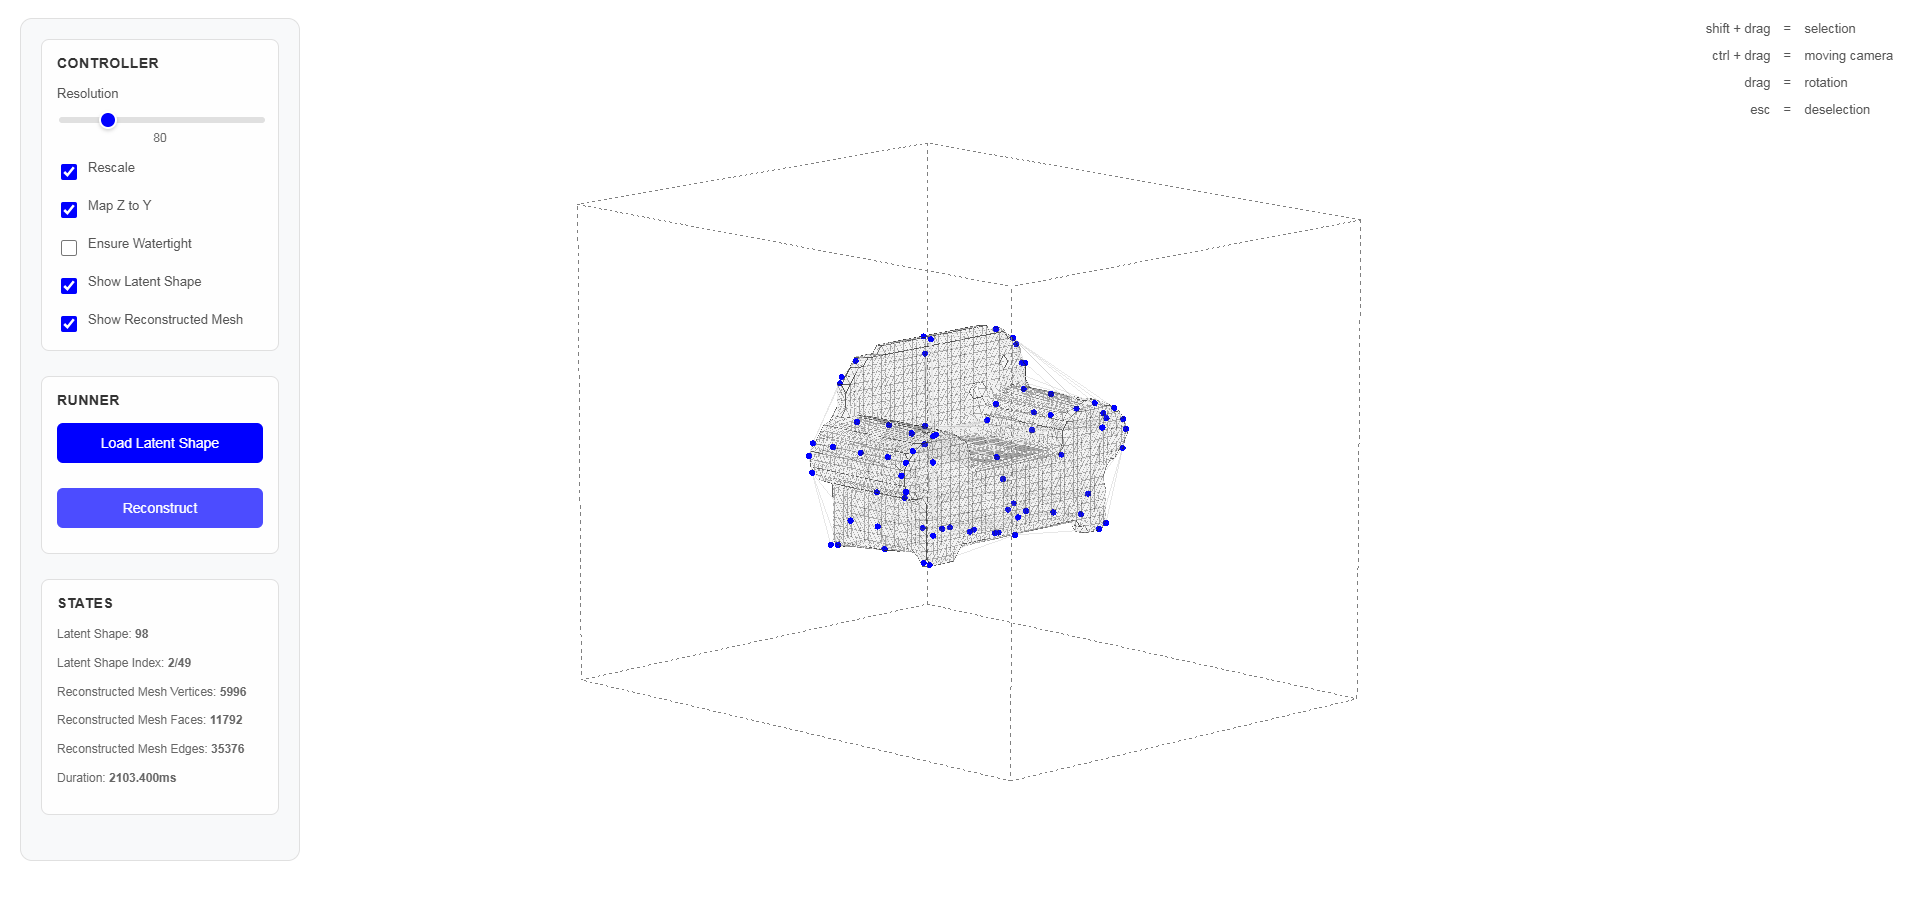 CONTROLLER
Resolution
80
Rescale
Map Z to Y
Ensure Watertight
Show Latent Shape
Show Reconstructed Mesh
RUNNER
Load Latent Shape
Reconstruct
STATES
Latent Shape: 98
Latent Shape Index: 2/49
Reconstructed Mesh Vertices: 5996
Reconstructed Mesh Faces: 11792
Reconstructed Mesh Edges: 35376
Duration: 2103.400ms
shift + drag = selection
ctrl + drag = moving camera
drag = rotation
esc = deselection